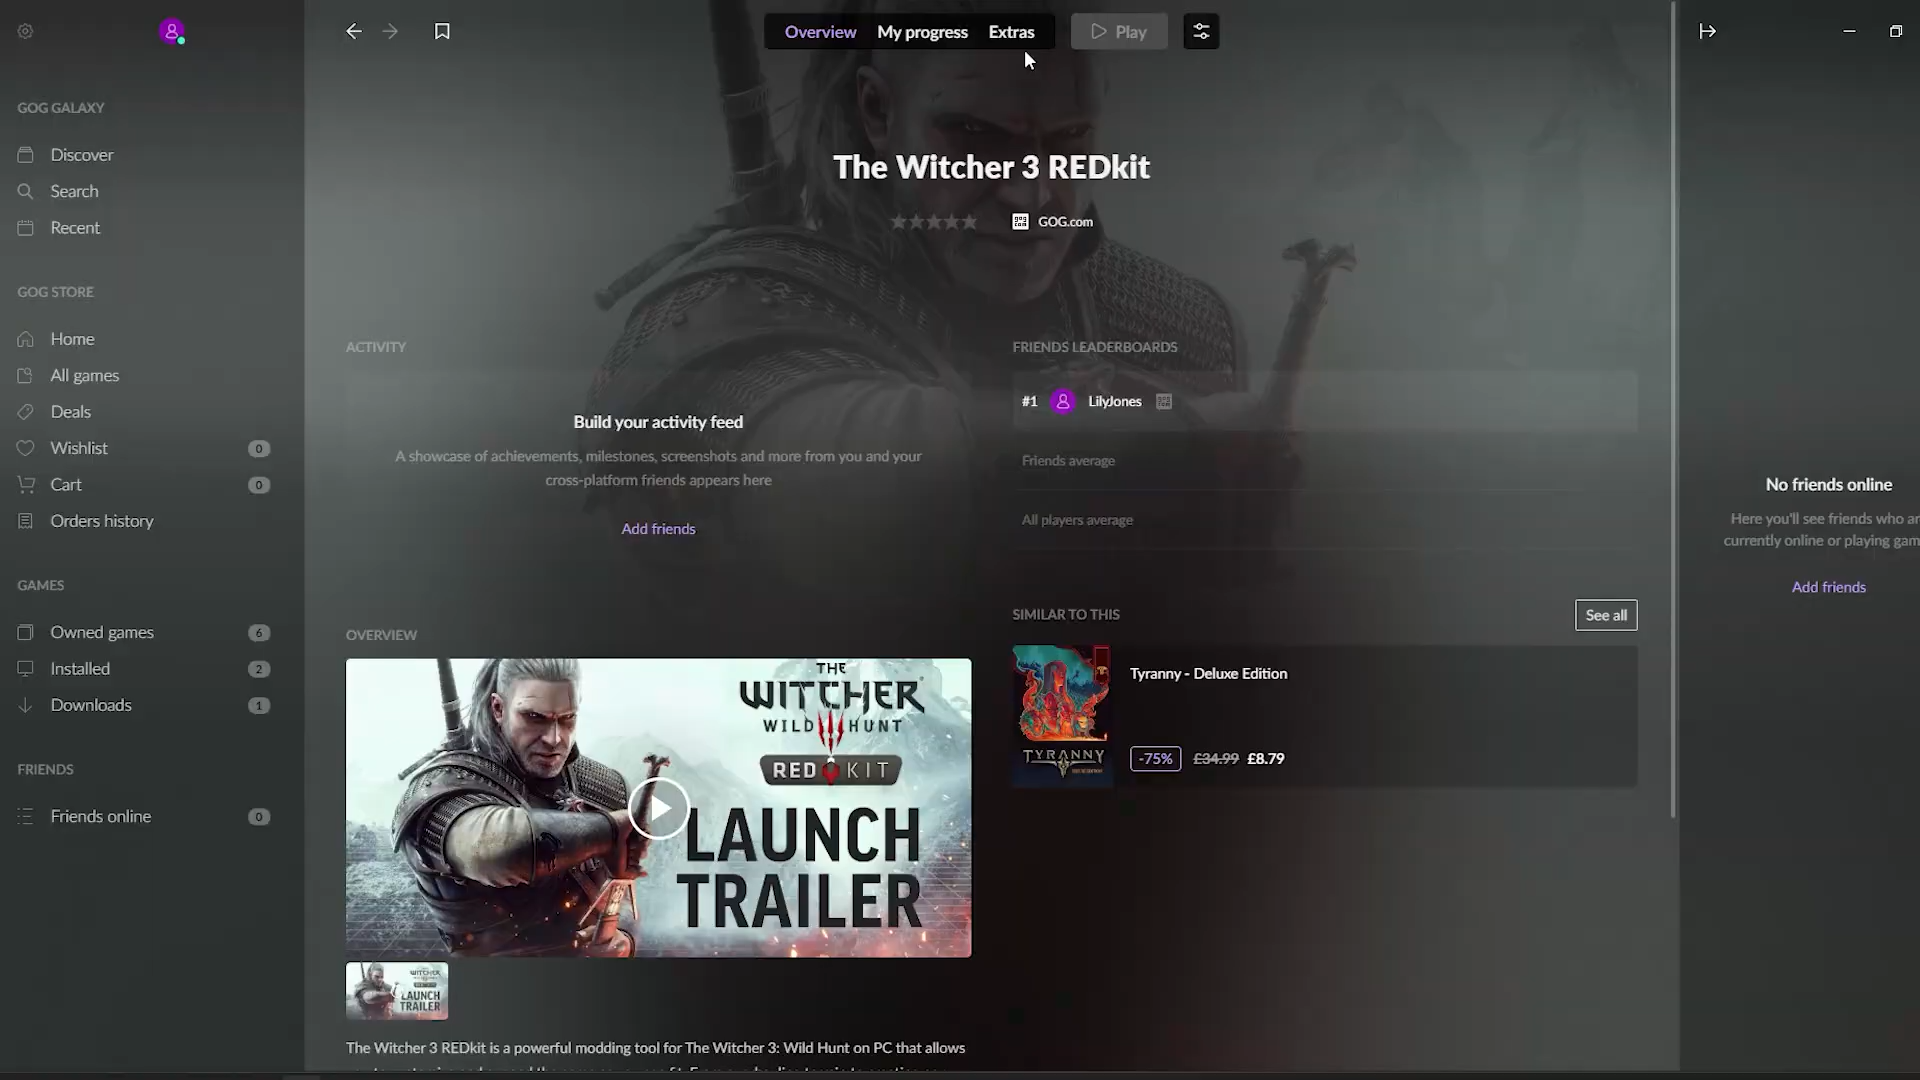 Overview My progress Extras Play
GOG GALAXY
Discover
Search
Recent
GOG STORE
Home
All games
Deals
Wishlist 0
Cart 0
Orders history
GAMES
Owned games 6
Installed 2
Downloads 1
FRIENDS
Friends online 0
The Witcher 3 REDkit
GOG.com
ACTIVITY
Build your activity feed
A showcase of achievements, milestones, screenshots and more from you and your
cross-platform friends appears here
Add friends
FRIENDS LEADERBOARDS
#1 LilyJones
Friends average
All players average
OVERVIEW
THE
WITCHER
WILD HUNT
RED KIT
LAUNCH
TRAILER
WITCHER
LAUNCH
TRAILER
The Witcher 3 REDkit is a powerful modding tool for The Witcher 3: Wild Hunt on PC that allows
SIMILAR TO THIS See all
TYRANNY
Tyranny - Deluxe Edition
-75% £34.99 £8.79
No friends online
Here you'll see friends who ar
currently online or playing gam
Add friends